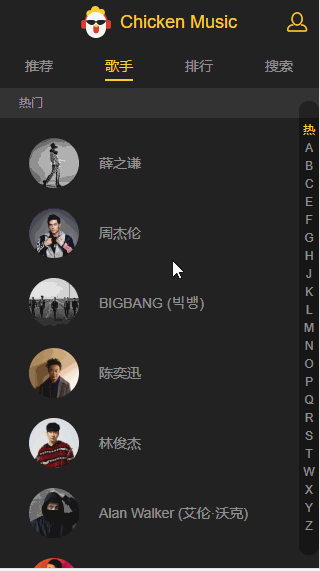 Chicken Music
推荐 歌手 排行 搜索
热门
薛之谦
周杰伦
BIGBANG (빅뱅)
陈奕迅
林俊杰
Alan Walker (艾伦·沃克)
热
A
B
C
E
F
G
H
J
K
L
M
N
O
P
Q
R
S
T
W
X
Y
Z